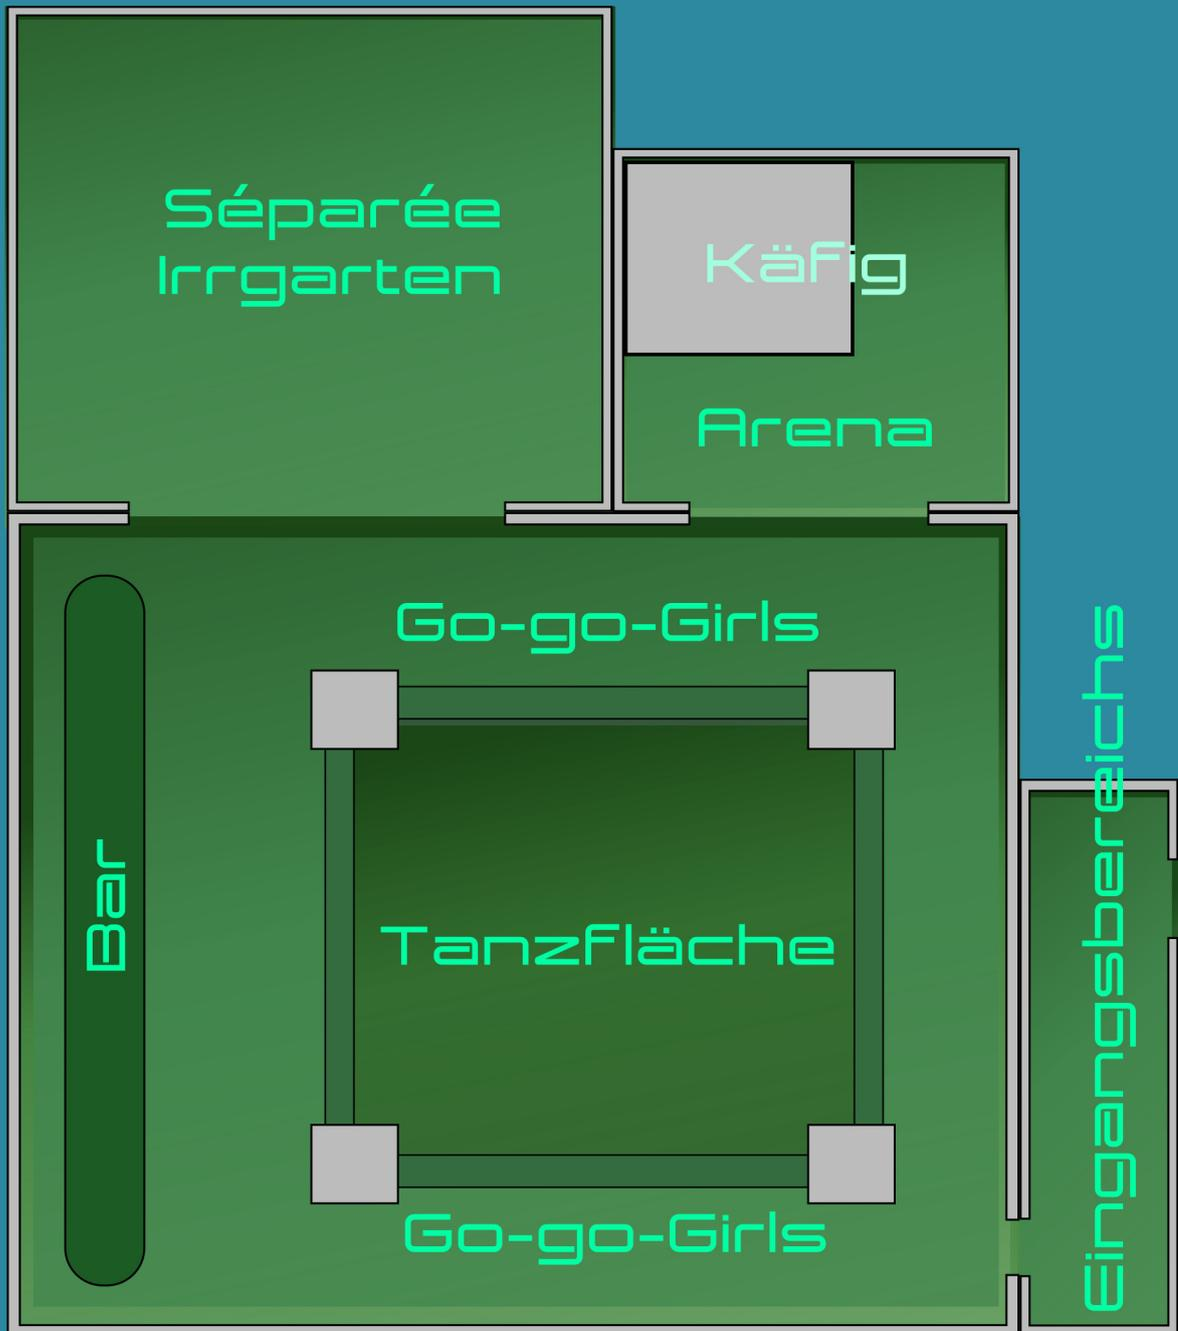 Séparée
Irrgarten
Käfig
Arena
Go-go-Girls
Bar
Tanzfläche
Go-go-Girls
Eingangsbereichs